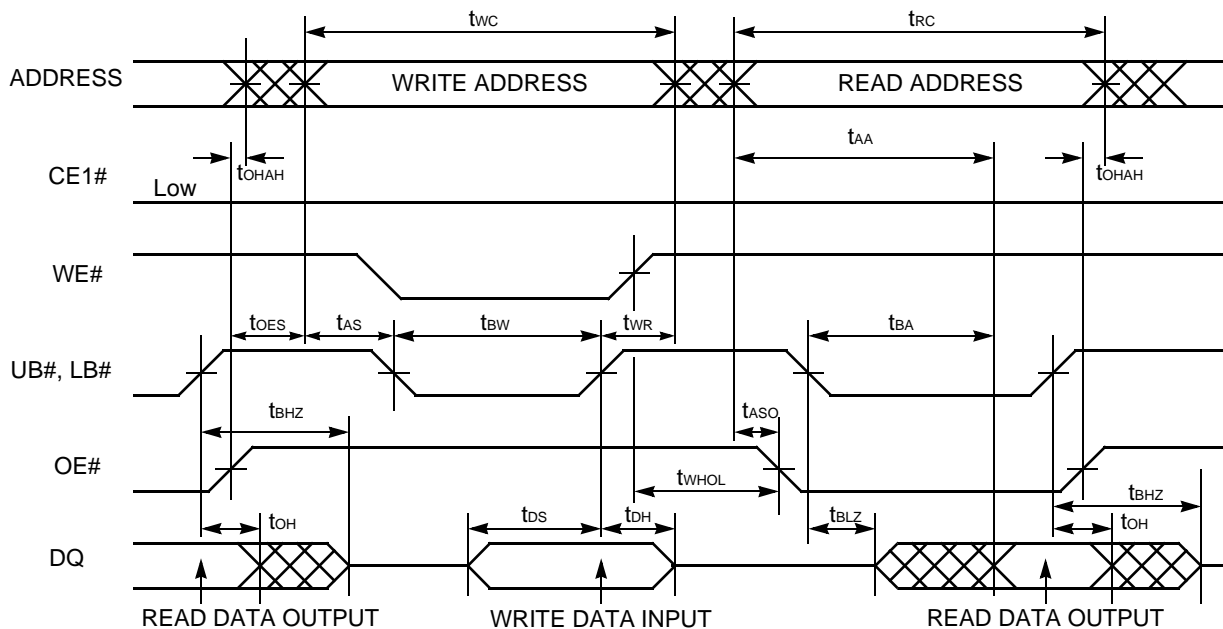 tWC tRC
ADDRESS WRITE ADDRESS READ ADDRESS
tAA
tOHAH tOHAH
CE1#
Low
WE#
tOES tAS tBW tWR tBA
UB#, LB#
tBHZ tASO
OE#
tWHOL tBHZ
tOH tDS tDH tBLZ tOH
DQ
READ DATA OUTPUT WRITE DATA INPUT READ DATA OUTPUT